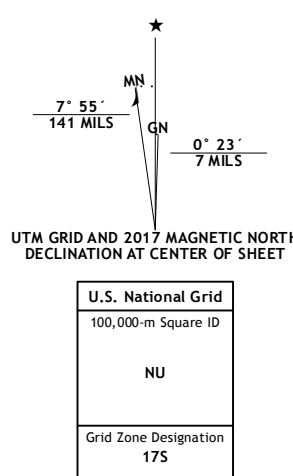 ★
MN
7° 55´
141 MILS
GN
0° 23´
7 MILS
UTM GRID AND 2017 MAGNETIC NORTH
DECLINATION AT CENTER OF SHEET
U.S. National Grid
100,000-m Square ID
NU
Grid Zone Designation
17S